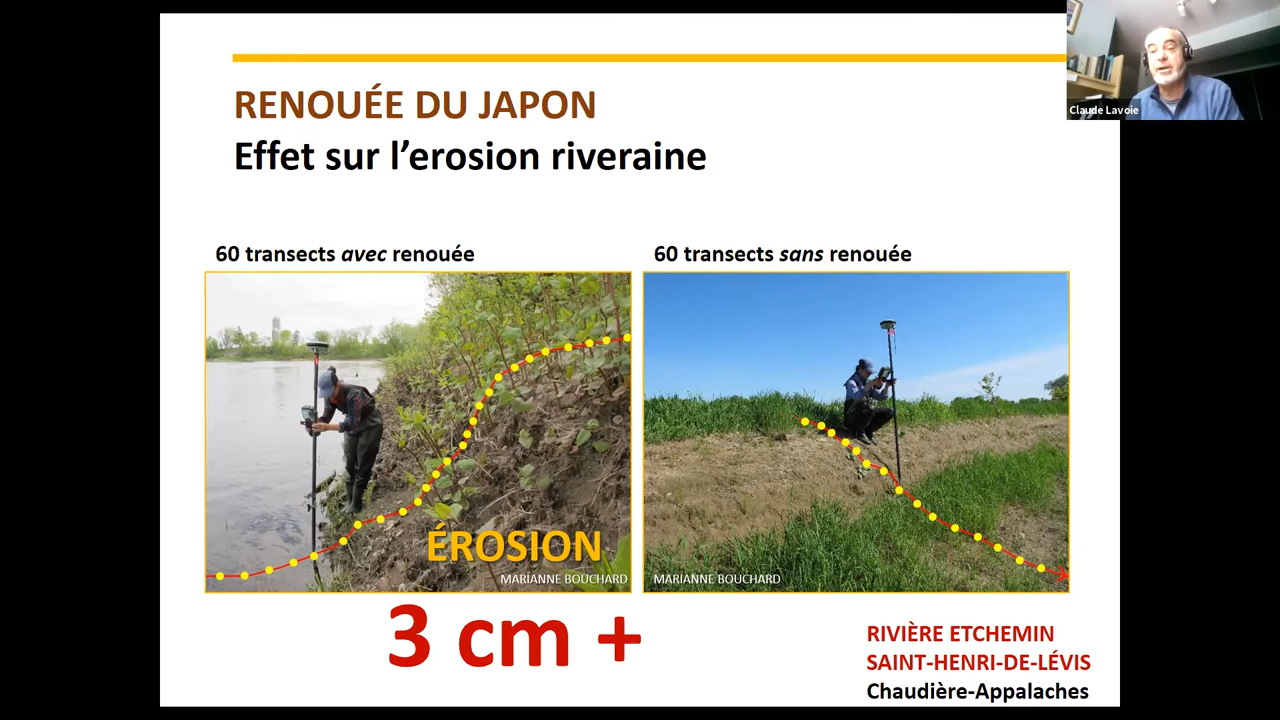 RENOUÉE DU JAPON
Effet sur l'erosion riveraine
Claude Lavoie
60 transects avec renouée
60 transects sans renouée
ÉROSION
MARIANNE BOUCHARD
MARIANNE BOUCHARD
3 cm +
RIVIÈRE ETCHEMIN
SAINT-HENRI-DE-LÉVIS
Chaudière-Appalaches